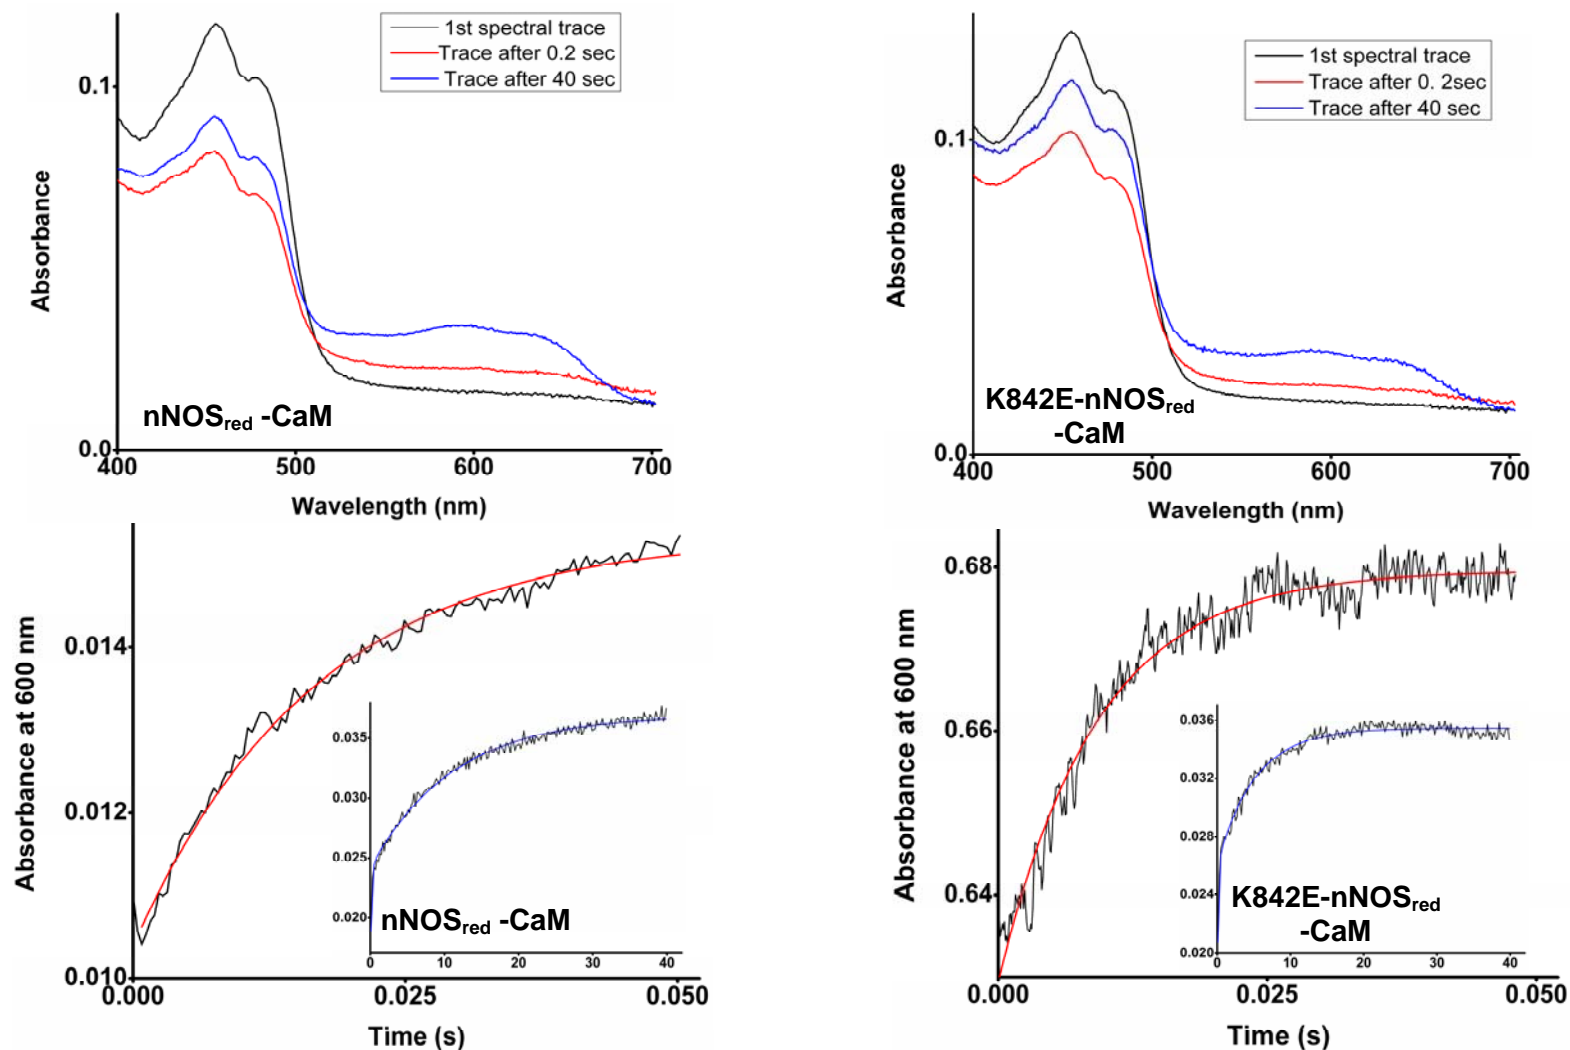 1st spectral trace
Trace after 0.2 sec
Trace after 40 sec
0.1
0.0
Absorbance
nNOSred -CaM
400 500 600 700
Wavelength (nm)
1st spectral trace
Trace after 0. 2sec
Trace after 40 sec
0.1
0.0
Absorbance
K842E-nNOSred
-CaM
400 500 600 700
Wavelength (nm)
Absorbance at 600 nm
0.014
0.012
0.010
0.035
0.030
0.025
0.020
nNOSred -CaM
0 10 20 30 40
0.000 0.025 0.050
Time (s)
Absorbance at 600 nm
0.68
0.66
0.64
0.036
0.032
0.028
0.024
0.020
K842E-nNOSred
-CaM
0 10 20 30 40
0.000 0.025 0.050
Time (s)